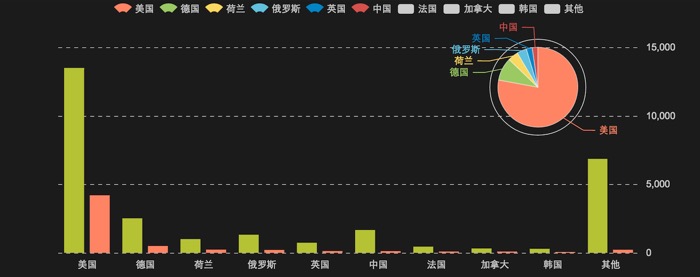 美国 德国 荷兰 俄罗斯 英国 中国 法国 加拿大 韩国 其他
中国
英国
俄罗斯
荷兰
德国
美国
15,000
10,000
5,000
0
美国 德国 荷兰 俄罗斯 英国 中国 法国 加拿大 韩国 其他